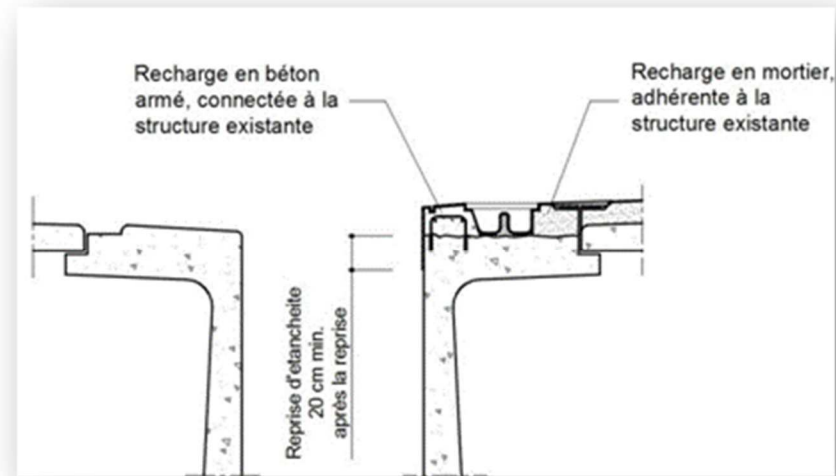 Recharge en béton
armé, connectée à la
structure existante
Recharge en mortier,
adhérente à la
structure existante
Reprise d'etancheite
20 cm min.
après la reprise